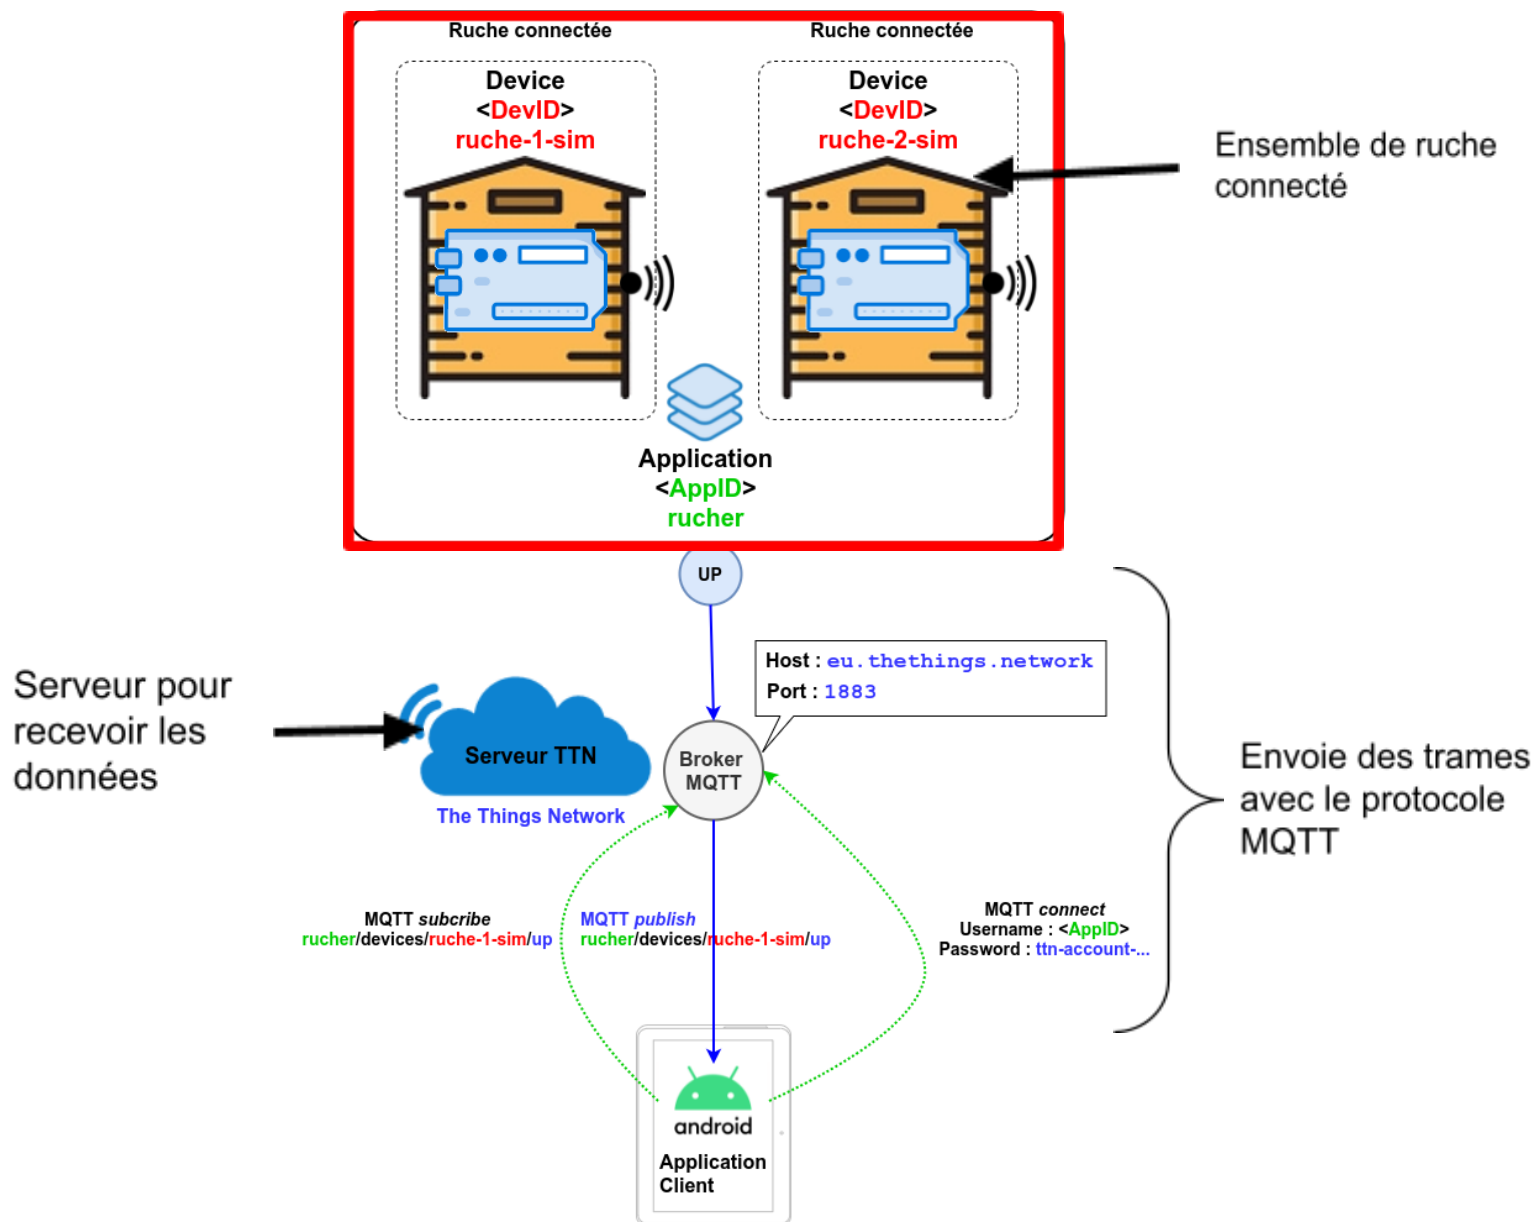 Ruche connectée
Ruche connectée
Device
<DevID>
ruche-1-sim
Device
<DevID>
ruche-2-sim
Ensemble de ruche
connecté
Application
<AppID>
rucher
UP
Host : eu.thethings.network
Port : 1883
Serveur pour
recevoir les
données
Serveur TTN
The Things Network
Broker
MQTT
Envoie des trames
avec le protocole
MQTT
MQTT subcribe
rucher/devices/ruche-1-sim/up
MQTT publish
rucher/devices/ruche-1-sim/up
MQTT connect
Username : <AppID>
Password : ttn-account-...
android
Application
Client